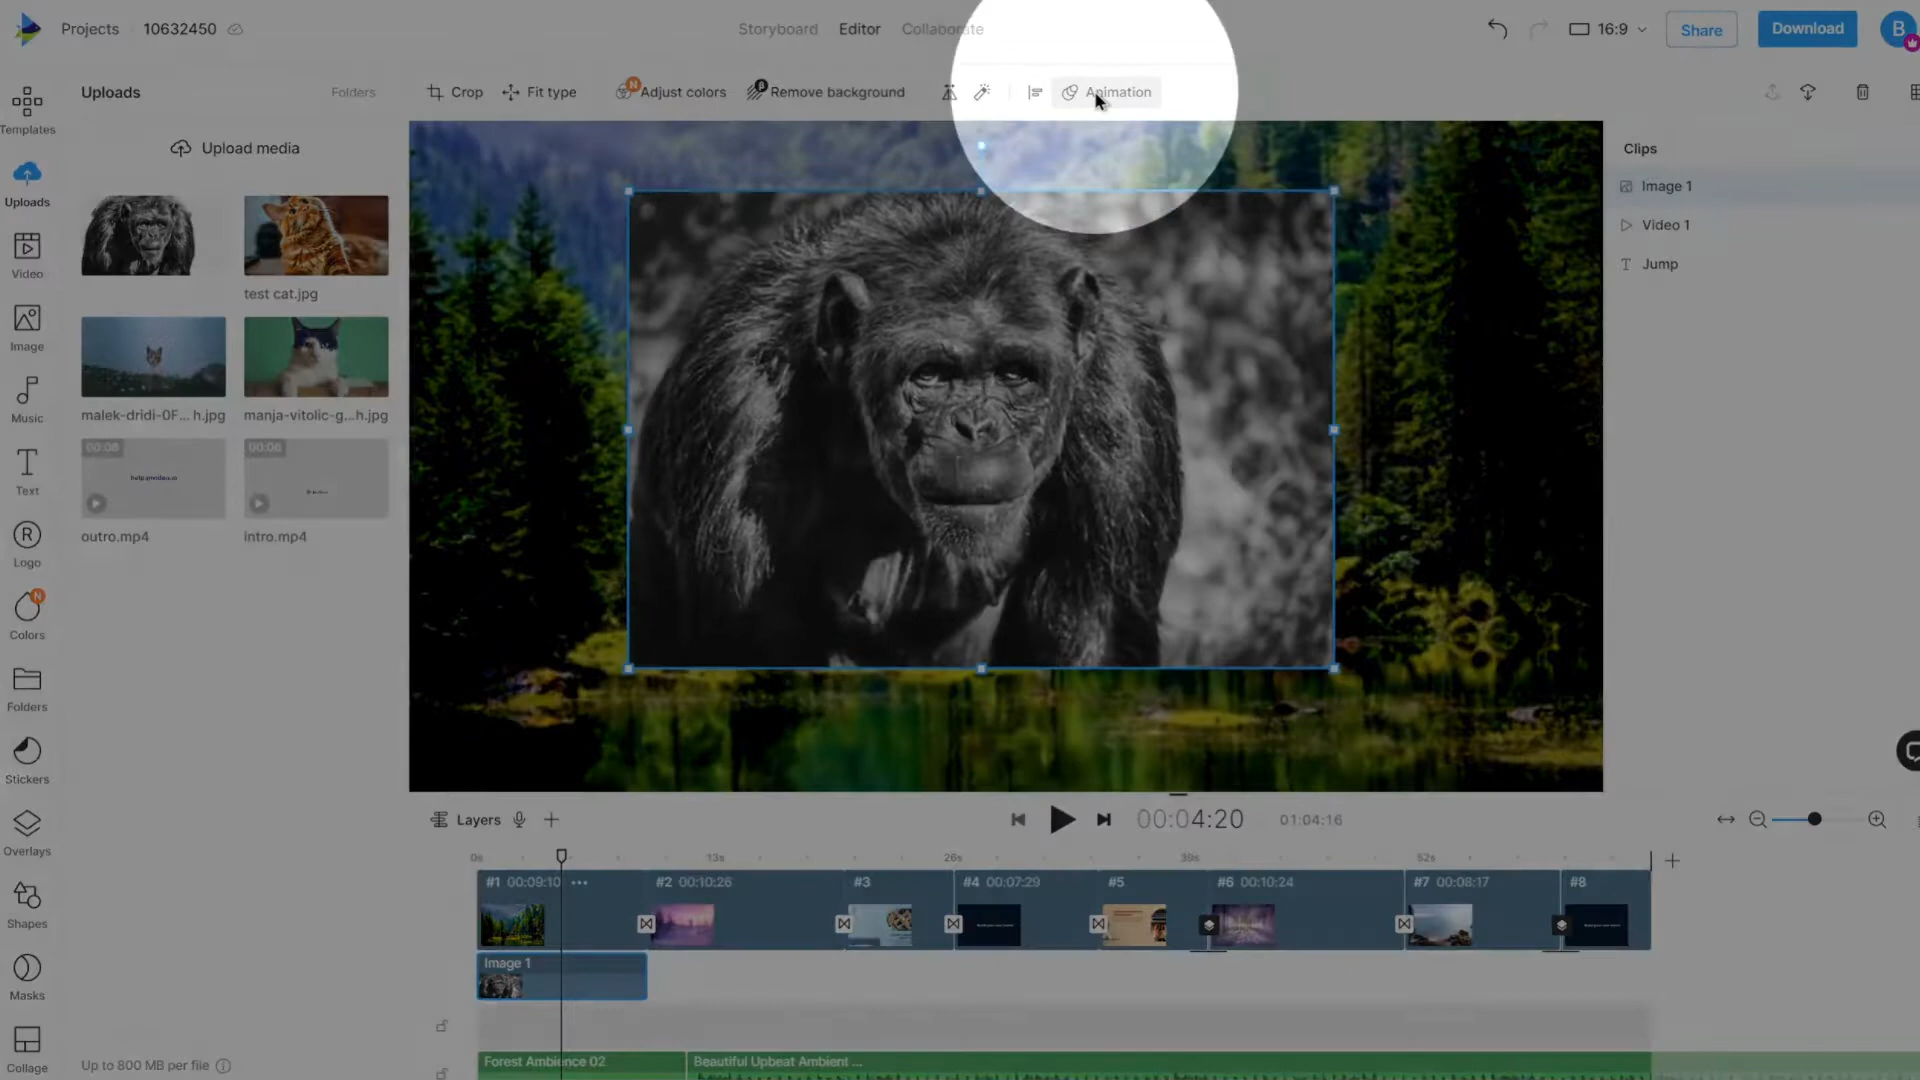 Projects 10632450
Storyboard Editor Collaborate
16:9 Share Download B
Templates
Uploads
Video
Image
Music
Text
R
Logo
N
Colors
Folders
Stickers
Overlays
Shapes
Masks
Collage
Uploads Folders
Upload media
test cat.jpg
malek-dridi-0F... h.jpg manja-vitolic-g...h.jpg
00:06 00:06
outro.mp4 intro.mp4
Up to 800 MB per file
Crop Fit type N Adjust colors β Remove background Animation
Clips
Image 1
Video 1
Jump
Layers 00:04:20 01:04:16
0s 13s 26s 39s 52s
#1 00:09:10 ••• #2 00:10:26 #3 #4 00:07:29 #5 #6 00:10:24 #7 00:08:17 #8
Image 1
Forest Ambience 02 Beautiful Upbeat Ambient ...